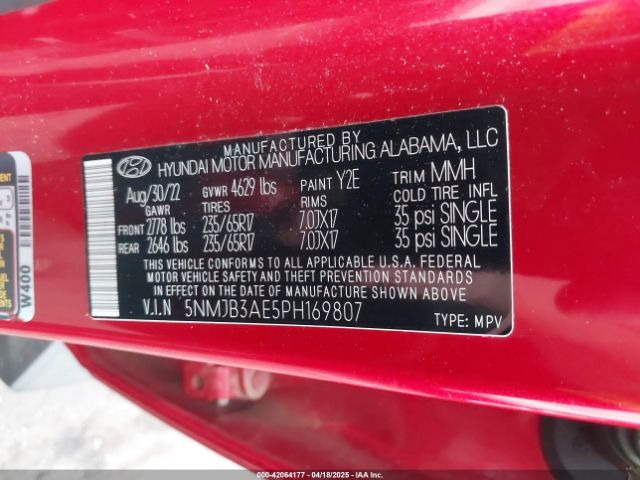 MANUFACTURED BY
HYUNDAI MOTOR MANUFACTURING ALABAMA, LLC
Aug/30/22 GVWR 4629 lbs PAINT Y2E TRIM MMH
GAWR TIRES RIMS COLD TIRE INFL
FRONT 2778 lbs 235/65R17 7.0JX17 35 psi SINGLE
REAR 2646 lbs 235/65R17 7.0JX17 35 psi SINGLE
THIS VEHICLE CONFORMS TO ALL APPLICABLE U.S.A. FEDERAL
MOTOR VEHICLE SAFETY AND THEFT PREVENTION STANDARDS
IN EFFECT ON THE DATE OF MANUFACTURE SHOWN ABOVE
V.I.N 5NMJB3AE5PH169807
TYPE: MPV
W400
000-42064177 - 04/18/2025 - IAAI COPYRIGHT